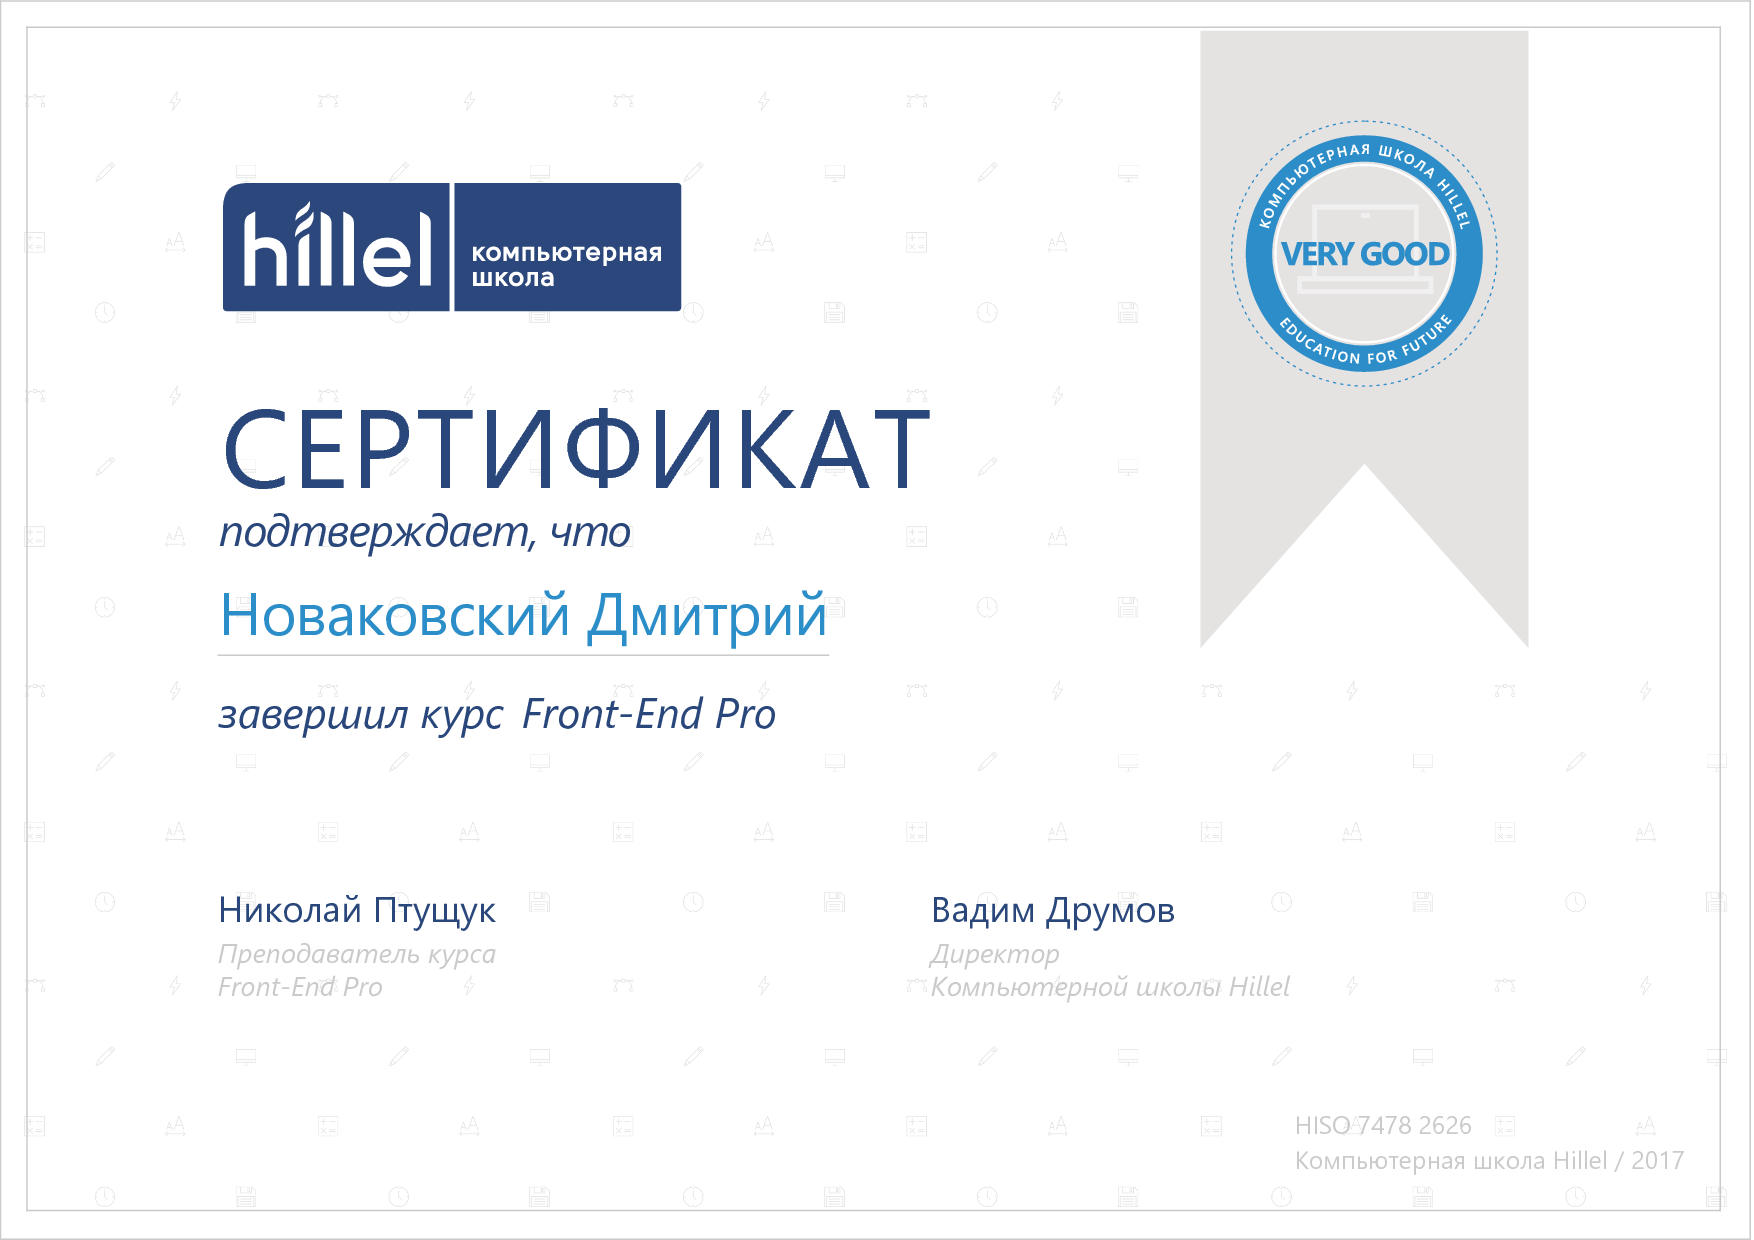 hillel
компьютерная
школа
КОМПЬЮТЕРНАЯ ШКОЛА HILLEL
VERY GOOD
EDUCATION FOR FUTURE
СЕРТИФИКАТ
подтверждает, что
Новаковский Дмитрий
завершил курс Front-End Pro
Николай Птущук
Преподаватель курса
Front-End Pro
Вадим Друмов
Директор
Компьютерной школы Hillel
HISO 7478 2626
Компьютерная школа Hillel / 2017